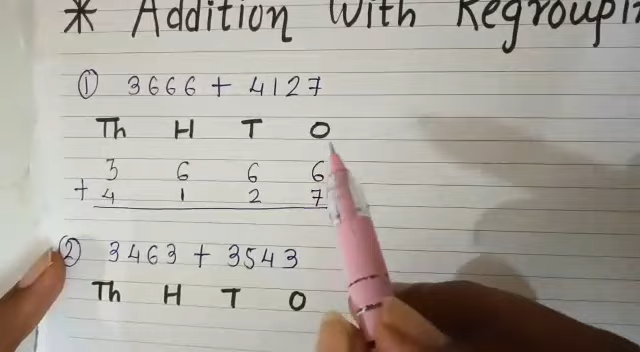 * Addition With Regroupi
① 3666 + 4127
Th H T O
3 6 6 6
+ 4 1 2 7
② 3463 + 3543
Th H T O